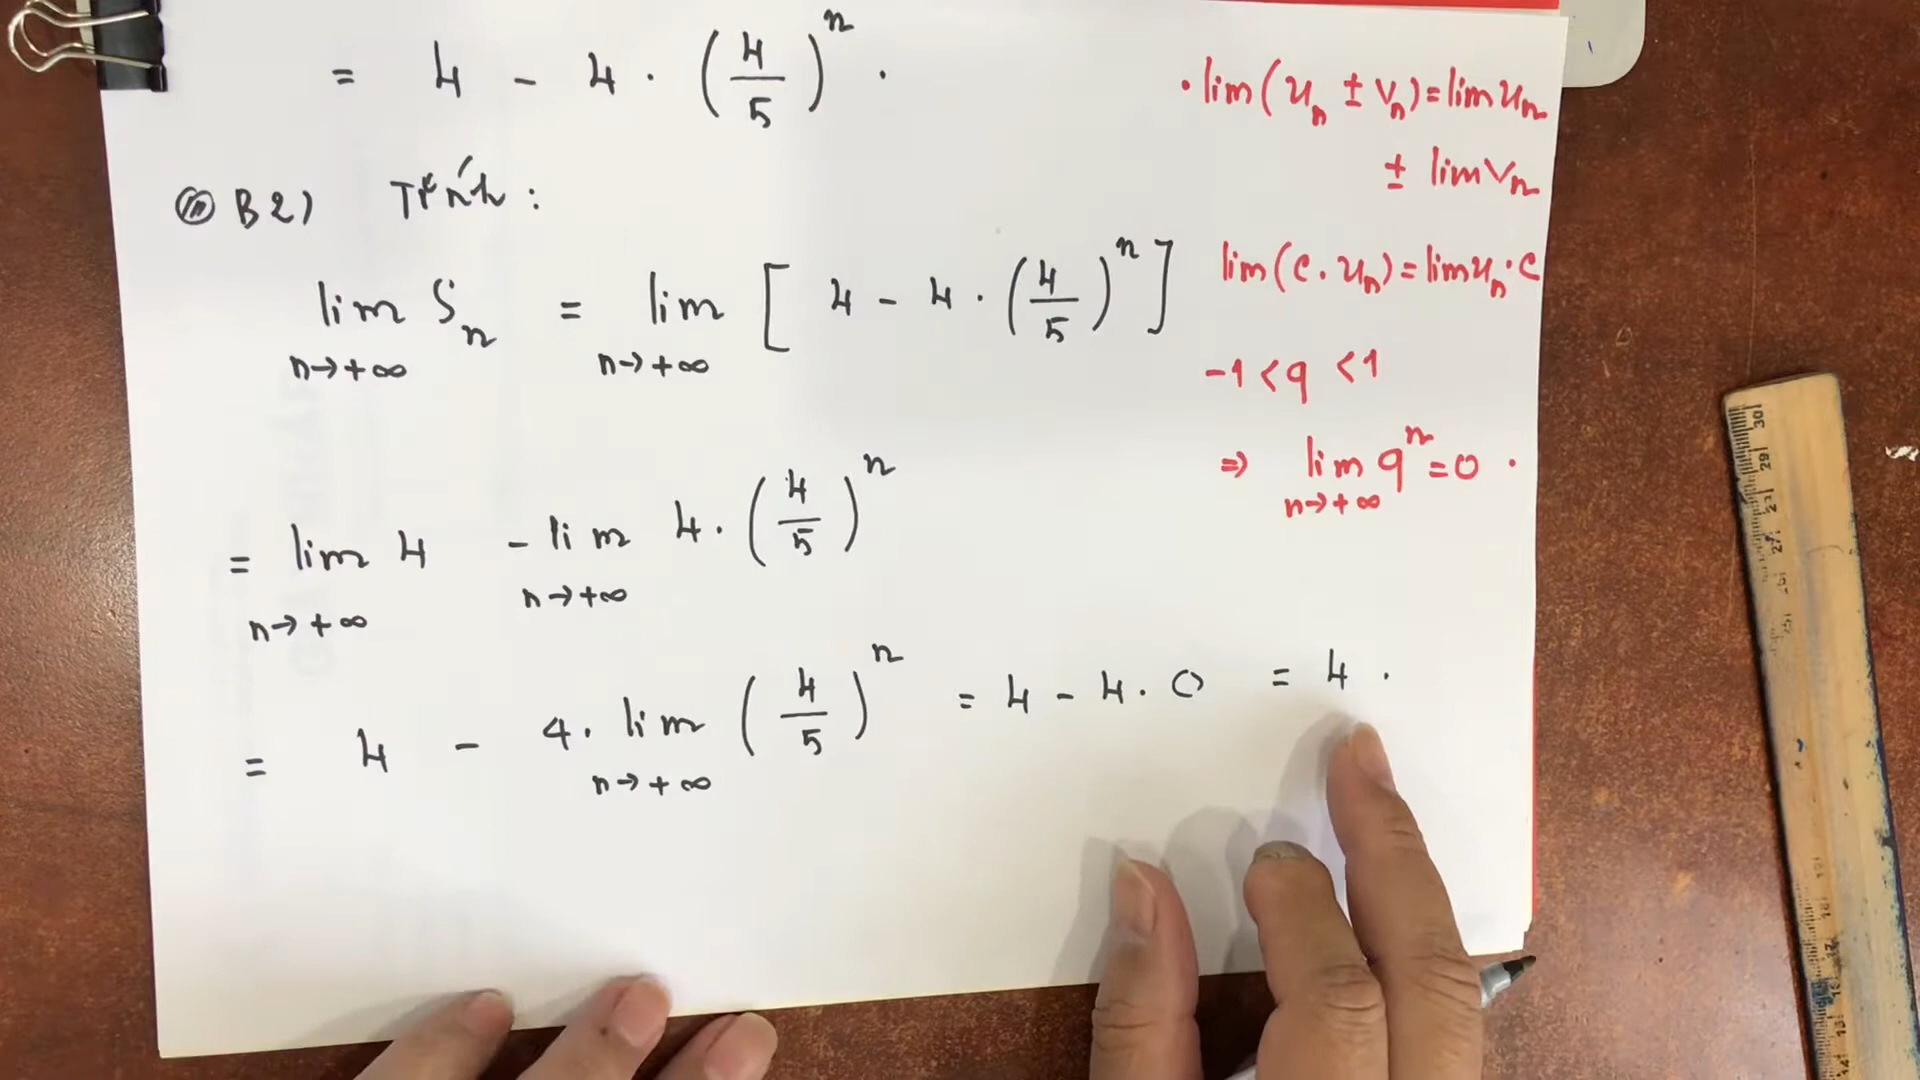 = 4 - 4 . (4/5)^n .
B2) Tính :
lim S_n = lim [ 4 - 4 . (4/5)^n ]
n→+∞ n→+∞
= lim 4 - lim 4 . (4/5)^n
n→+∞ n→+∞
= 4 - 4 . lim (4/5)^n = 4 - 4 . 0 = 4 .
n→+∞
• lim(u_n ± v_n) = lim u_n
± lim v_n
lim(c . u_n) = lim u_n . c
-1 < q < 1
⇒ lim q^n = 0 .
n→+∞